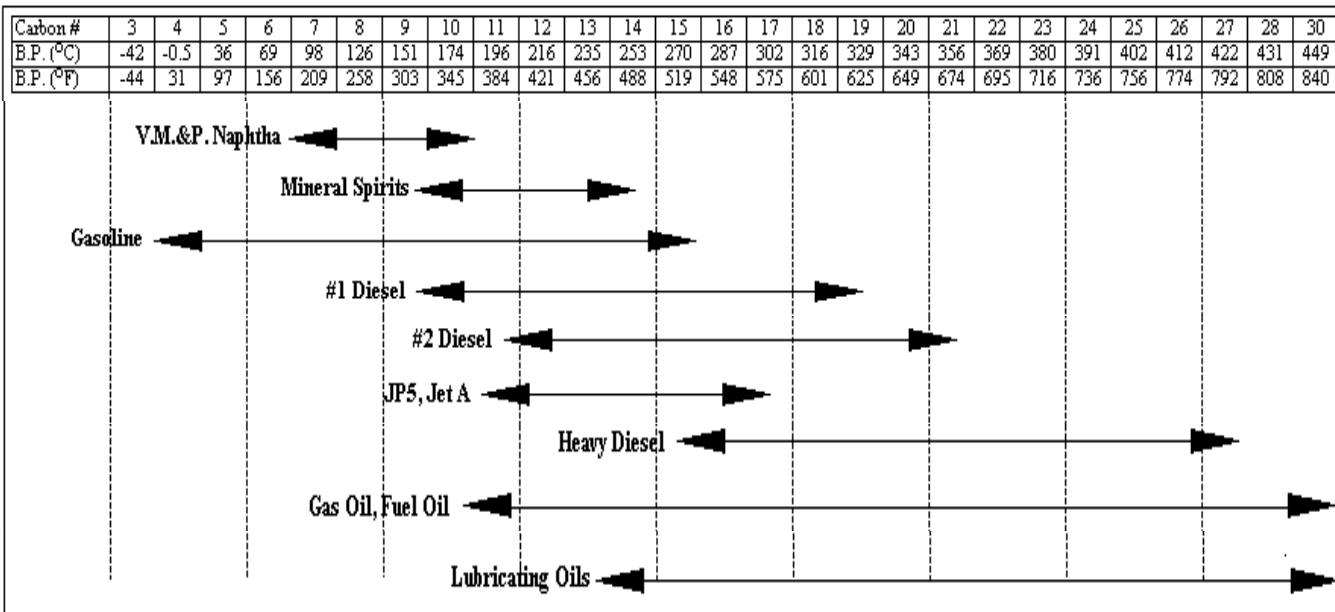 Carbon # 3 4 5 6 7 8 9 10 11 12 13 14 15 16 17 18 19 20 21 22 23 24 25 26 27 28 30
B.P. (⁰C) -42 -0.5 36 69 98 126 151 174 196 216 235 253 270 287 302 316 329 343 356 369 380 391 402 412 422 431 449
B.P. (⁰F) -44 31 97 156 209 258 303 345 384 421 456 488 519 548 575 601 625 649 674 695 716 736 756 774 792 808 840
V.M.&P. Naphtha
Mineral Spirits
Gasoline
#1 Diesel
#2 Diesel
JP5, Jet A
Heavy Diesel
Gas Oil, Fuel Oil
Lubricating Oils